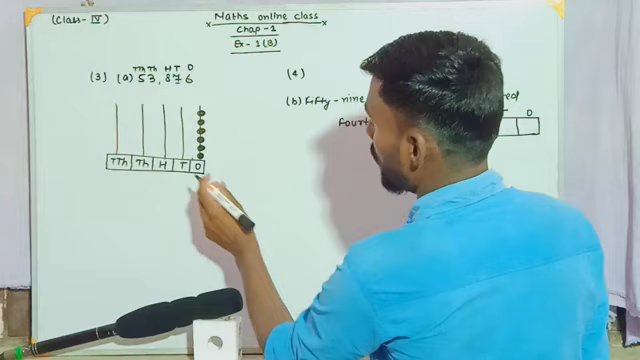 (Class- IV)
Maths online class
Chap-1
Ex-1(B)
TTh Th H T O
(3) (a) 53,876
(4)
(b) Fifty-nine
fourt
O
TTh Th H T O